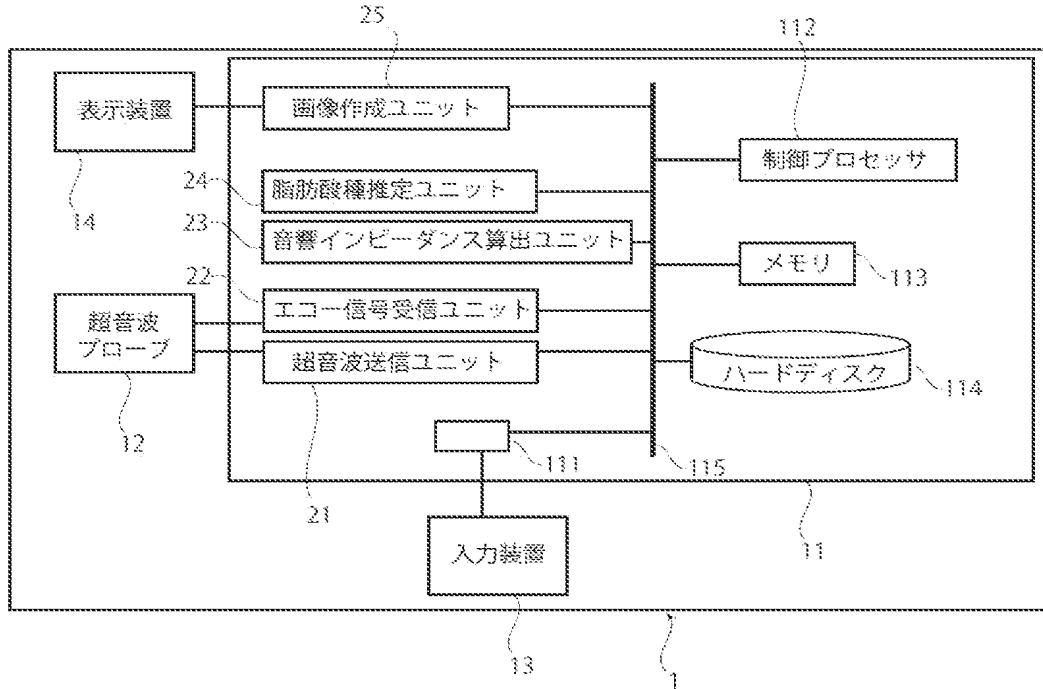 25
112
表示装置
画像作成ユニット
制御プロセッサ
14
24
脂肪酸種推定ユニット
23
音響インピーダンス算出ユニット
メモリ
113
22
エコー信号受信ユニット
超音波
プローブ
超音波送信ユニット
ハードディスク
114
12
111
115
21
11
入力装置
13
1